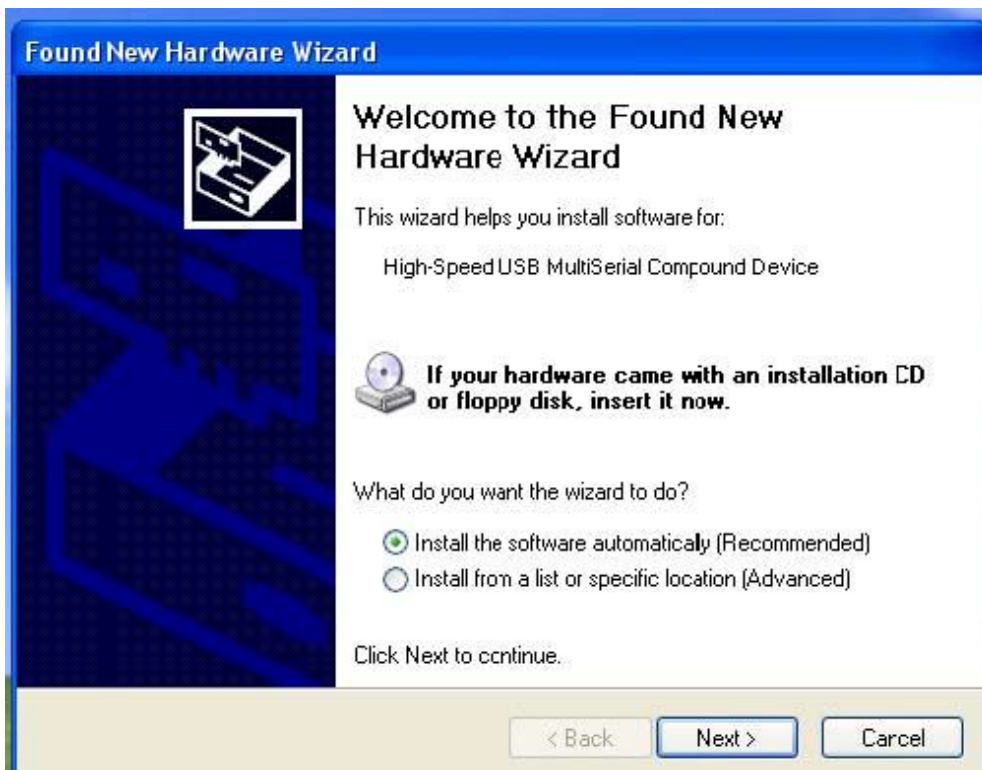 Found New Hardware Wizard
Welcome to the Found New
Hardware Wizard
This wizard helps you install software for:
High-Speed USB MultiSerial Compound Device
If your hardware came with an installation CD
or floppy disk, insert it now.
What do you want the wizard to do?
Install the software automaticaly (Recommended)
Install from a list or specific location (Advanced)
Click Next to continue.
< Back
Next >
Carcel